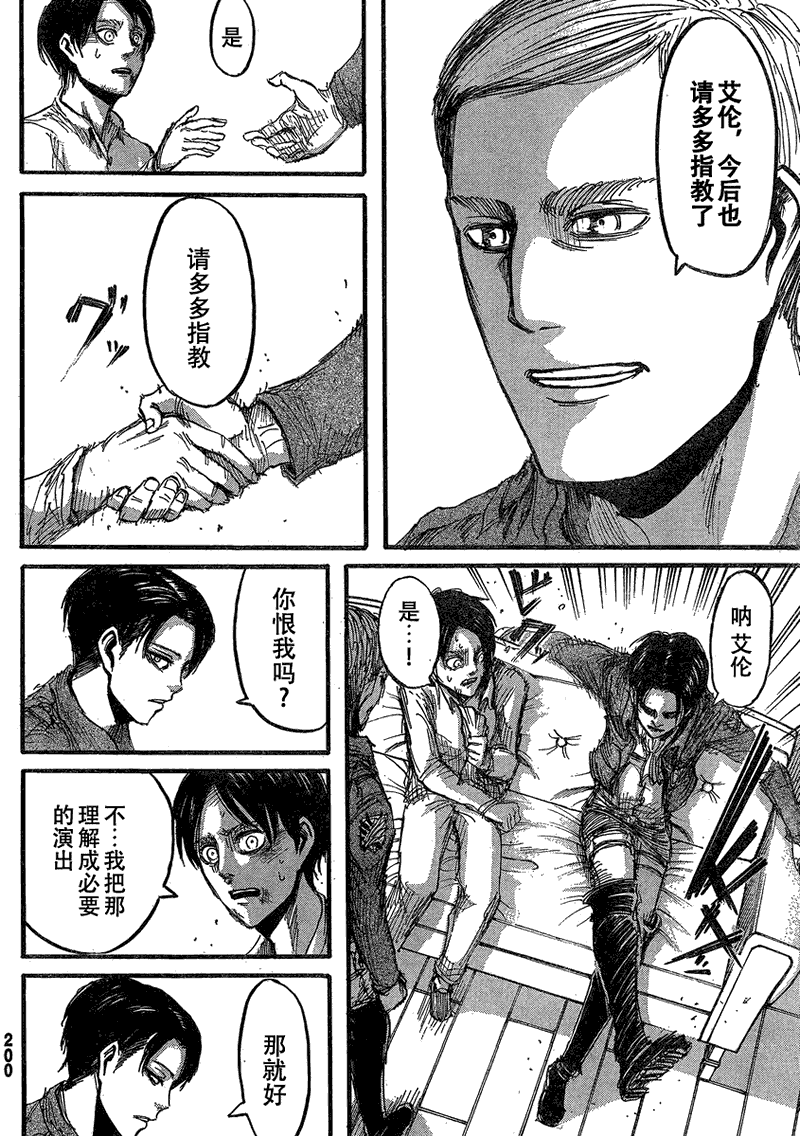 艾伦，今后也
请多多指教了
是
请多多指教
呐 艾伦
是…！
你恨我吗？
不…我把那
理解成必要
的演出
那就好
200